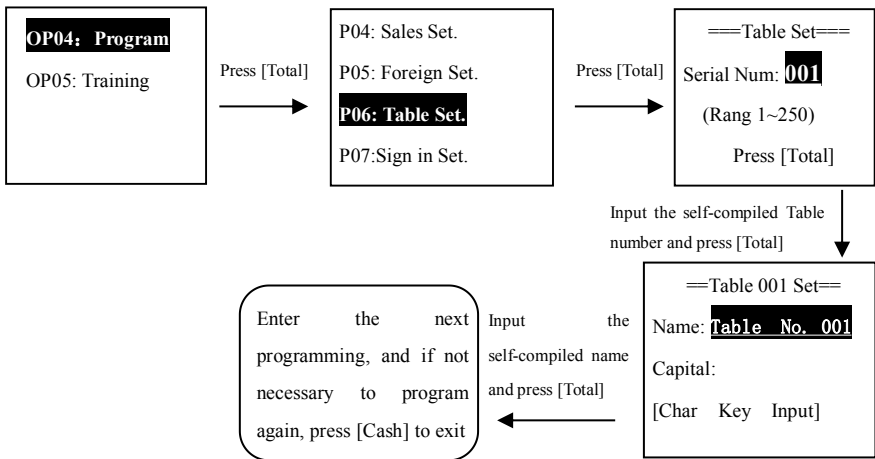 OP04：Program
OP05: Training
Press [Total]
P04: Sales Set.
P05: Foreign Set.
P06: Table Set.
P07:Sign in Set.
Press [Total]
===Table Set===
Serial Num: 001
(Rang 1~250)
Press [Total]
Input the self-compiled Table
number and press [Total]
==Table 001 Set==
Name: Table No. 001
Capital:
[Char Key Input]
Input the
self-compiled name
and press [Total]
Enter the next
programming, and if not
necessary to program
again, press [Cash] to exit